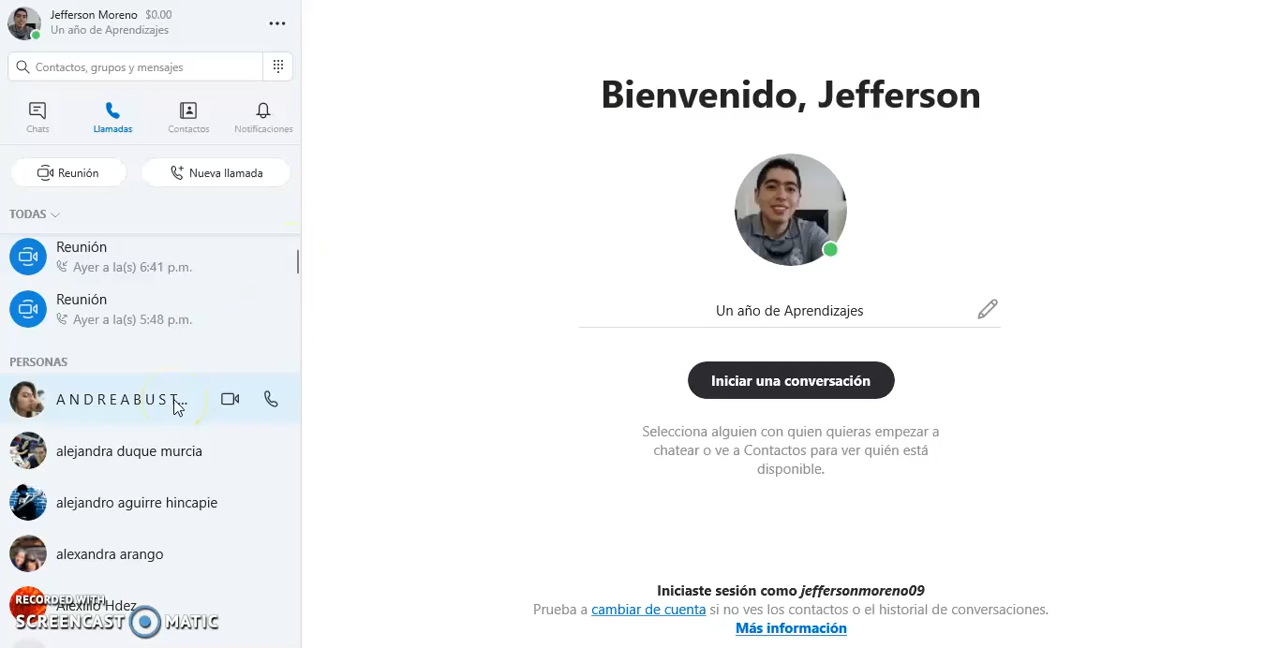 Jefferson Moreno $0.00
Un año de Aprendizajes
Contactos, grupos y mensajes
Chats Llamadas Contactos Notificaciones
Reunión Nueva llamada
TODAS
Reunión
Ayer a la(s) 6:41 p.m.
Reunión
Ayer a la(s) 5:48 p.m.
PERSONAS
A N D R E A B U S T...
alejandra duque murcia
alejandro aguirre hincapie
alexandra arango
Alexillo Hdez
RECORDED WITH
SCREENCAST MATIC
Bienvenido, Jefferson
Un año de Aprendizajes
Iniciar una conversación
Selecciona alguien con quien quieras empezar a
chatear o ve a Contactos para ver quién está
disponible.
Iniciaste sesión como jeffersonmoreno09
Prueba a cambiar de cuenta si no ves los contactos o el historial de conversaciones.
Más información